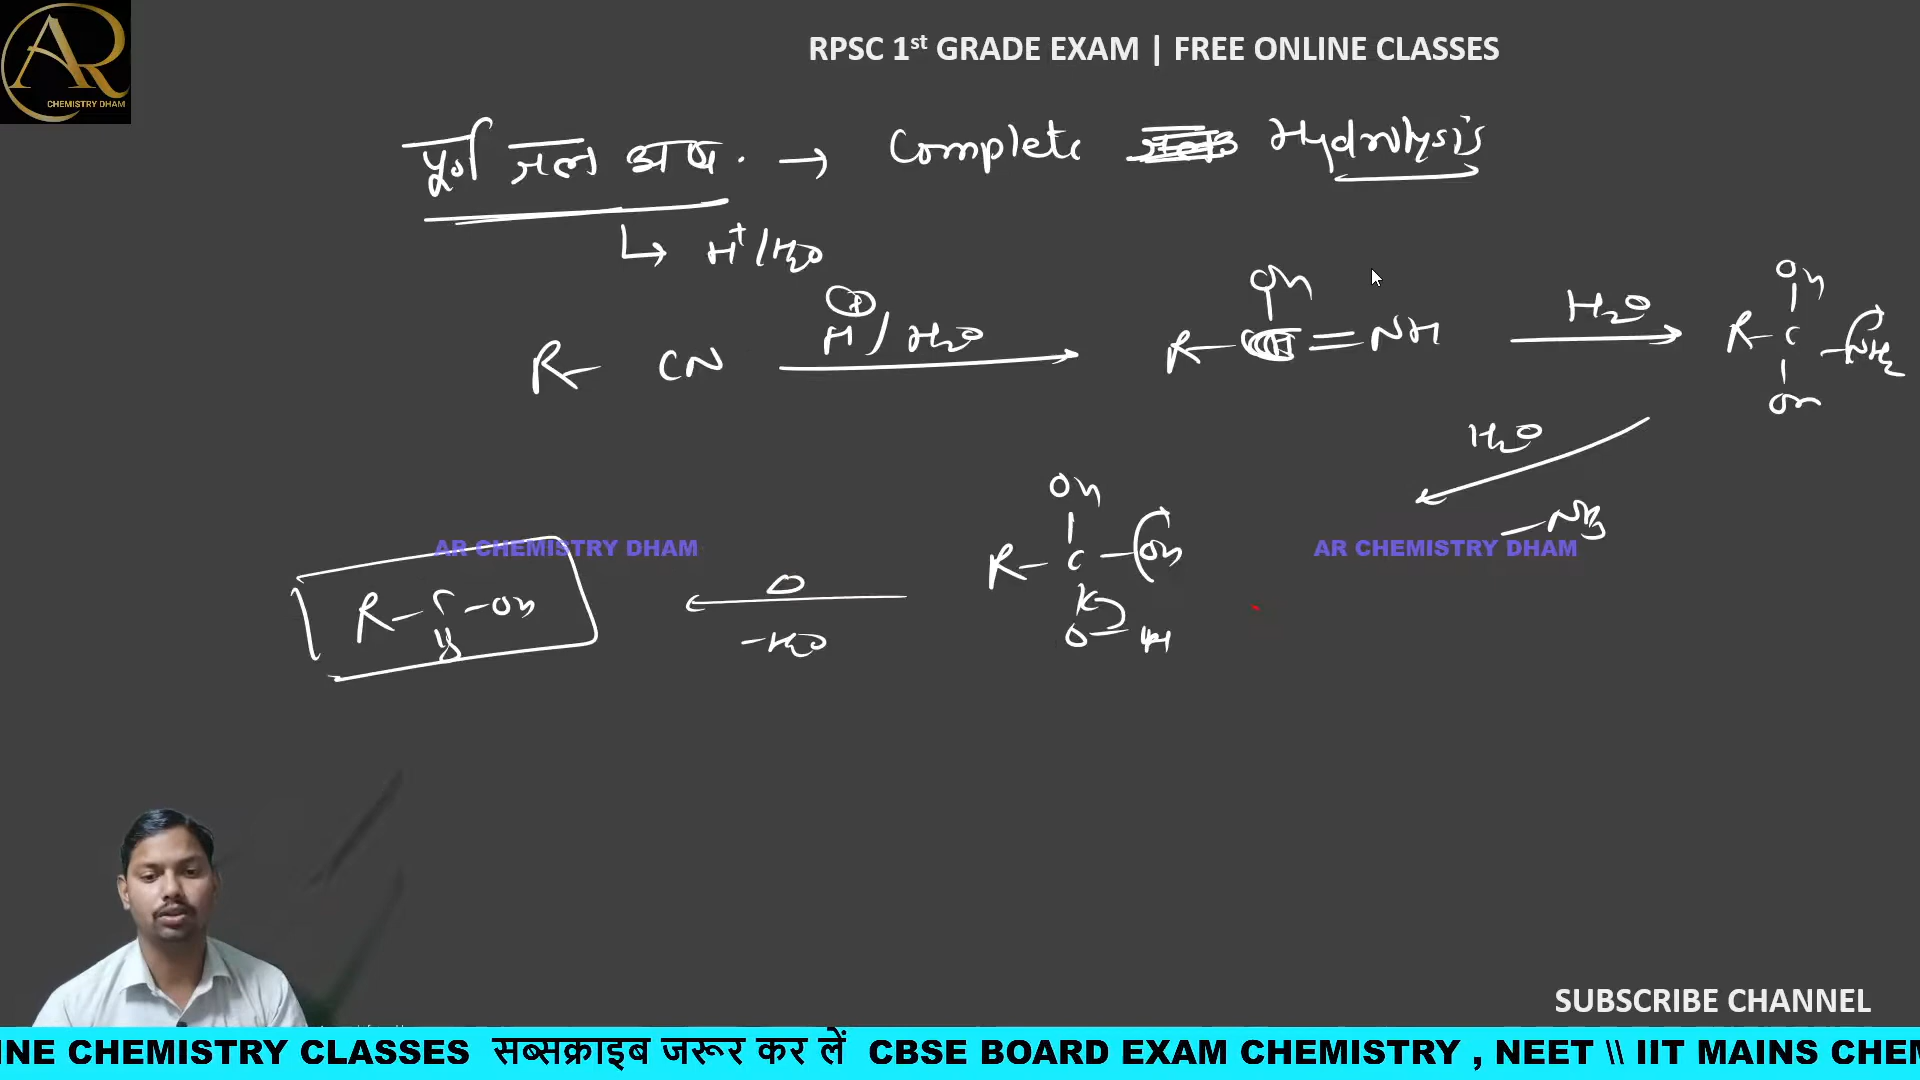 AR
CHEMISTRY DHAM
RPSC 1st GRADE EXAM | FREE ONLINE CLASSES
पूर्ण जल अप. → Complete Hydrolysis
↳ H+/H2O
R- CN H⊕/H2O → R-C(OH)=NH H2O → R-C(OH)(OH)-NH2
H2O
-NH3
R-C(OH)(OH)-O-H
Δ
-H2O
R-C(=O)-OH
AR CHEMISTRY DHAM AR CHEMISTRY DHAM
SUBSCRIBE CHANNEL
INE CHEMISTRY CLASSES सब्सक्राइब जरूर कर लें CBSE BOARD EXAM CHEMISTRY , NEET \\ IIT MAINS CHEM